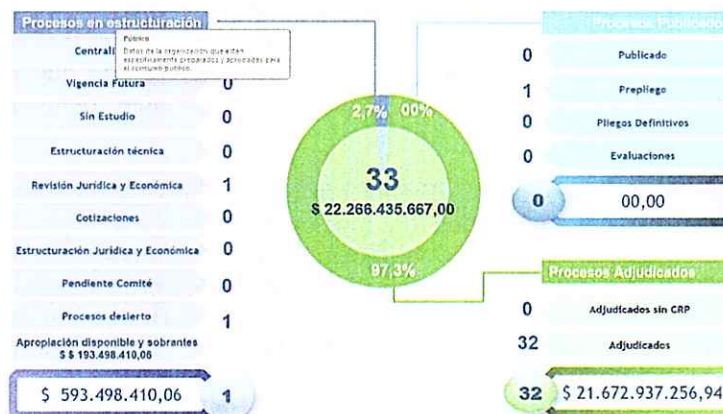 Procesos en estructuración
Público
Datos de la organización que están
específicamente preparados y aprobados para
el consumo público.
Vigencia Futura 0
Sin Estudio 0
Estructuración técnica 0
Revisión Jurídica y Económica 1
Cotizaciones 0
Estructuración Jurídica y Económica 0
Pendiente Comité 0
Procesos desierto 1
Apropiación disponible y sobrantes
$ $ 193.498.410,06
$ 593.498.410,06 1
2,7% 00%
33
$ 22.266.435.667,00
97,3%
Procesos Publicado
0 Publicado
1 Prepliego
0 Pliegos Definitivos
0 Evaluaciones
0 00,00
Procesos Adjudicados
0 Adjudicados sin CRP
32 Adjudicados
32 $ 21.672.937.256,94